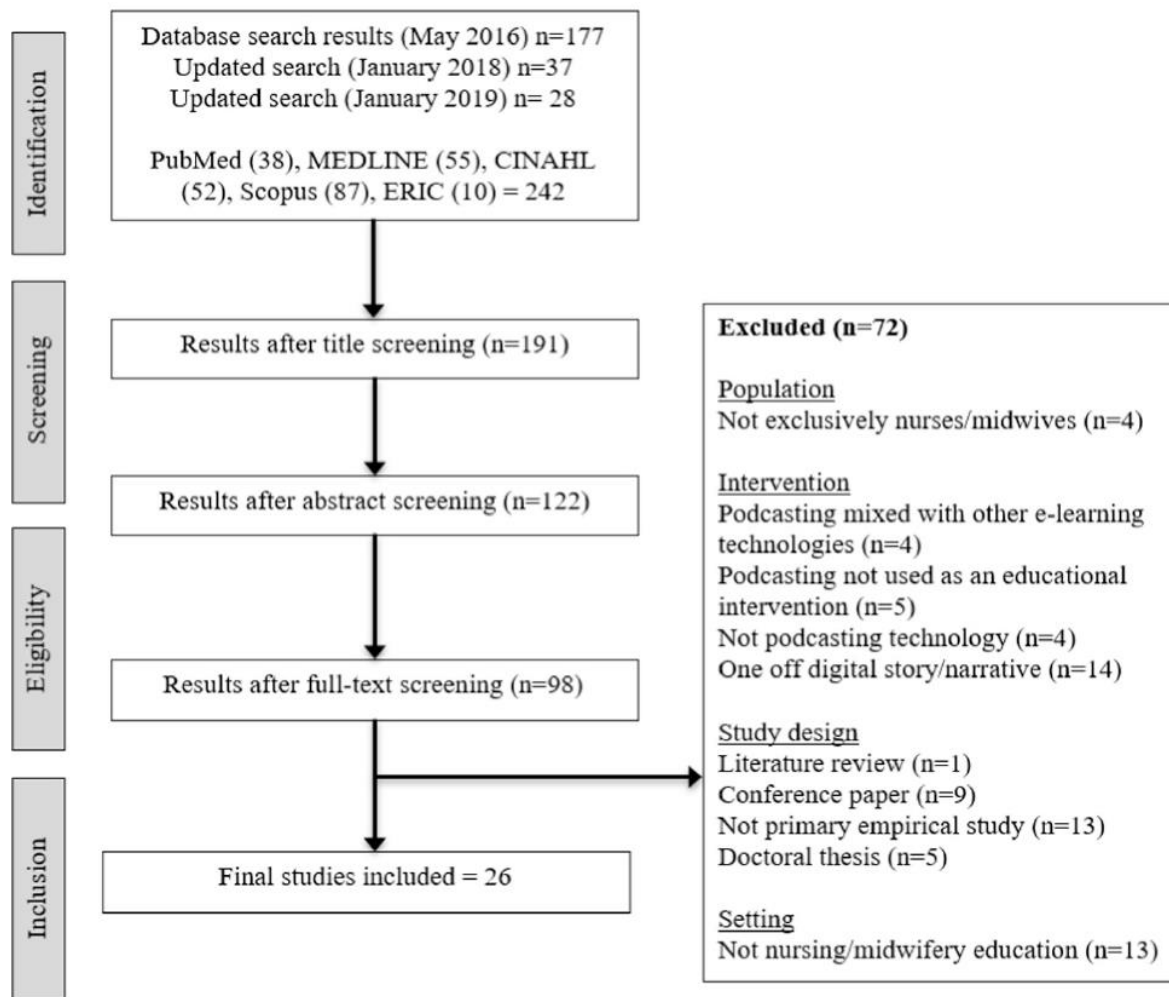 Identification
Database search results (May 2016) n=177
Updated search (January 2018) n=37
Updated search (January 2019) n= 28
PubMed (38), MEDLINE (55), CINAHL
(52), Scopus (87), ERIC (10) = 242
Screening
Results after title screening (n=191)
Results after abstract screening (n=122)
Eligibility
Results after full-text screening (n=98)
Excluded (n=72)
Population
Not exclusively nurses/midwives (n=4)
Intervention
Podcasting mixed with other e-learning
technologies (n=4)
Podcasting not used as an educational
intervention (n=5)
Not podcasting technology (n=4)
One off digital story/narrative (n=14)
Study design
Literature review (n=1)
Conference paper (n=9)
Not primary empirical study (n=13)
Doctoral thesis (n=5)
Setting
Not nursing/midwifery education (n=13)
Inclusion
Final studies included = 26